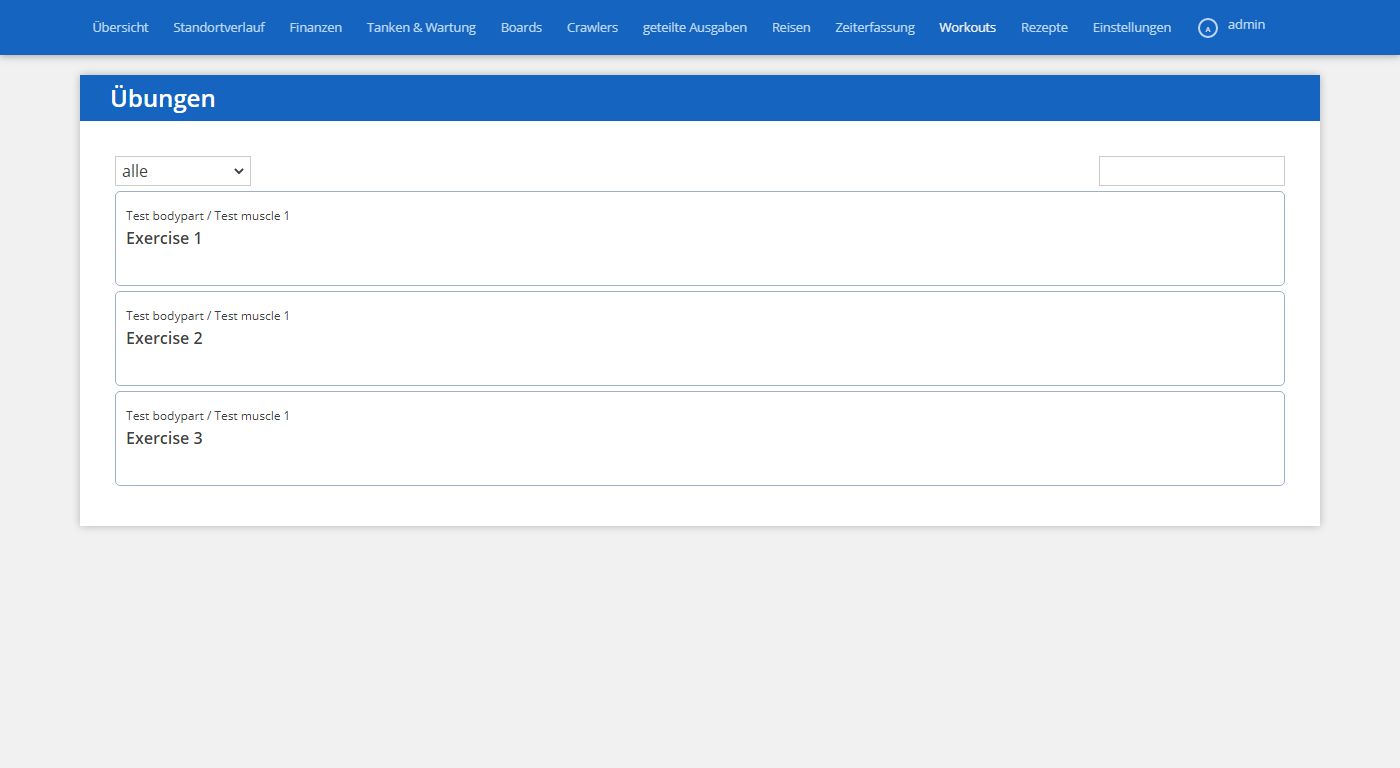 Übersicht Standortverlauf Finanzen Tanken & Wartung Boards Crawlers geteilte Ausgaben Reisen Zeiterfassung Workouts Rezepte Einstellungen A admin
Übungen
alle
Test bodypart / Test muscle 1
Exercise 1
Test bodypart / Test muscle 1
Exercise 2
Test bodypart / Test muscle 1
Exercise 3